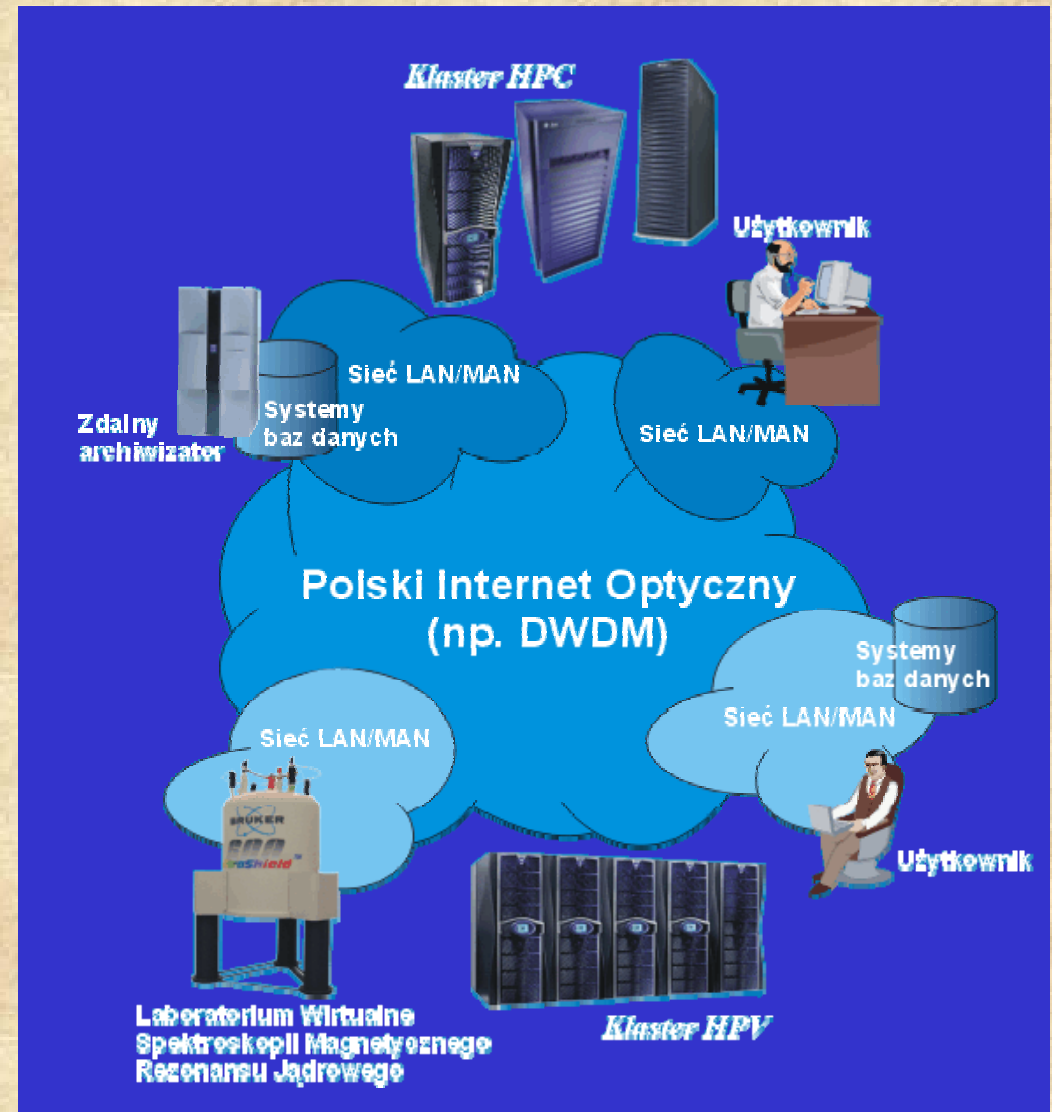 Klaster HPC
Użytkownik
Sieć LAN/MAN
Systemy
baz danych
Zdalny
archiwizator
Sieć LAN/MAN
Polski Internet Optyczny
(np. DWDM)
Systemy
baz danych
Sieć LAN/MAN
Sieć LAN/MAN
BRUKER
600
UltraShield™
Użytkownik
Laboratorium Wirtualne
Spektroskopii Magnetycznego
Rezonansu Jądrowego
Klaster HPV